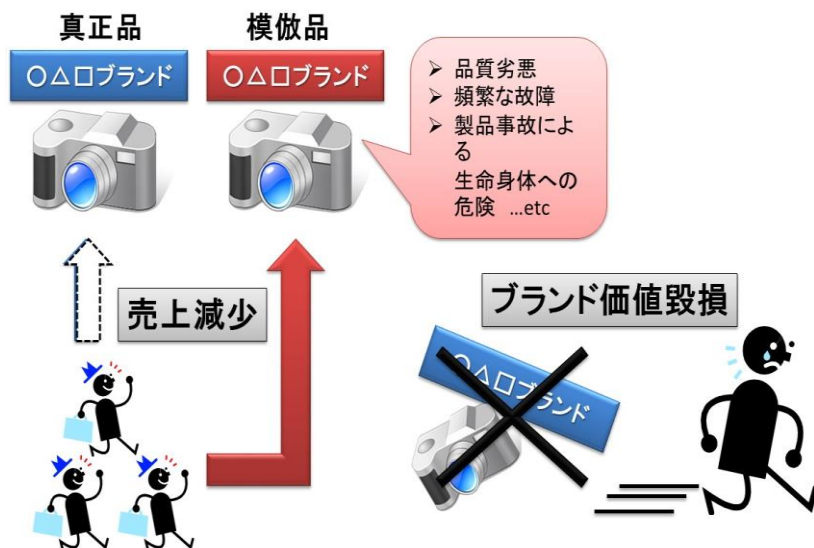 真正品
模倣品
○△□ブランド
○△□ブランド
➢ 品質劣悪
➢ 頻繁な故障
➢ 製品事故によ
る
生命身体への
危険 …etc
売上減少
ブランド価値毀損
○△□ブランド